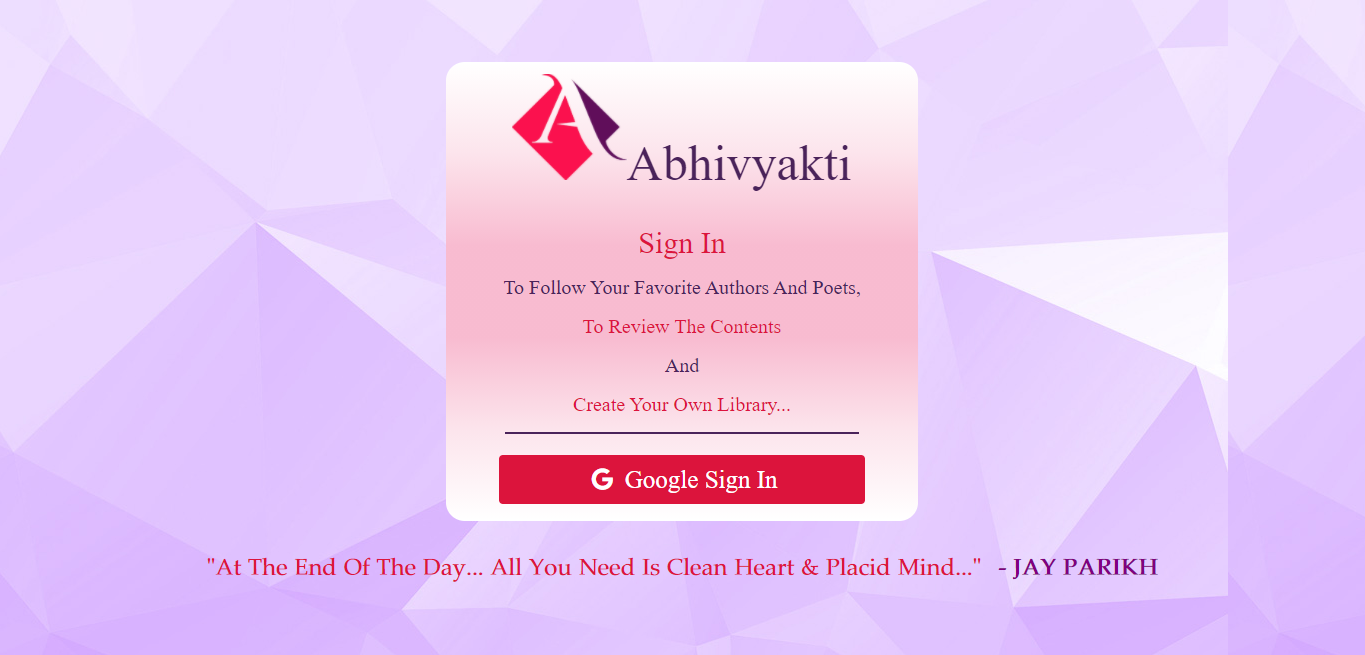 Abhivyakti
Sign In
To Follow Your Favorite Authors And Poets,
To Review The Contents
And
Create Your Own Library...
G Google Sign In
"At The End Of The Day... All You Need Is Clean Heart & Placid Mind..." - JAY PARIKH